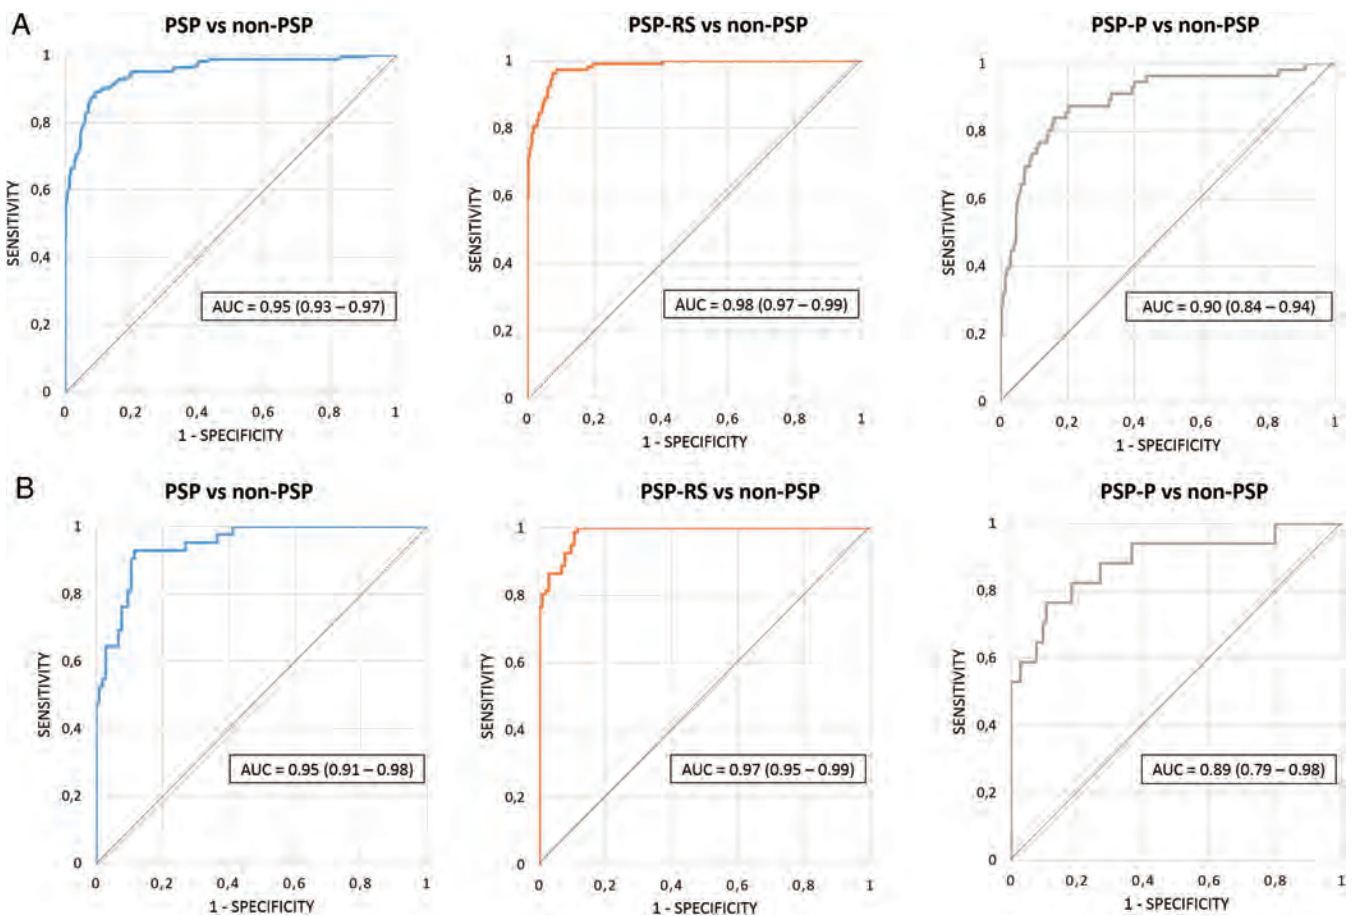 A
PSP vs non-PSP
1
0,8
0,6
0,4
0,2
0
SENSITIVITY
AUC = 0.95 (0.93 – 0.97)
0 0,2 0,4 0,6 0,8 1
1 - SPECIFICITY
PSP-RS vs non-PSP
1
0,8
0,6
0,4
0,2
0
SENSITIVITY
AUC = 0.98 (0.97 – 0.99)
0 0,2 0,4 0,6 0,8 1
1 - SPECIFICITY
PSP-P vs non-PSP
1
0,8
0,6
0,4
0,2
0
SENSITIVITY
AUC = 0.90 (0.84 – 0.94)
0 0,2 0,4 0,6 0,8 1
1 - SPECIFICITY
B
PSP vs non-PSP
1
0,8
0,6
0,4
0,2
0
SENSITIVITY
AUC = 0.95 (0.91 – 0.98)
0 0,2 0,4 0,6 0,8 1
1 - SPECIFICITY
PSP-RS vs non-PSP
1
0,8
0,6
0,4
0,2
0
SENSITIVITY
AUC = 0.97 (0.95 – 0.99)
0 0,2 0,4 0,6 0,8 1
1 - SPECIFICITY
PSP-P vs non-PSP
1
0,8
0,6
0,4
0,2
0
SENSITIVITY
AUC = 0.89 (0.79 – 0.98)
0 0,2 0,4 0,6 0,8 1
1 - SPECIFICITY